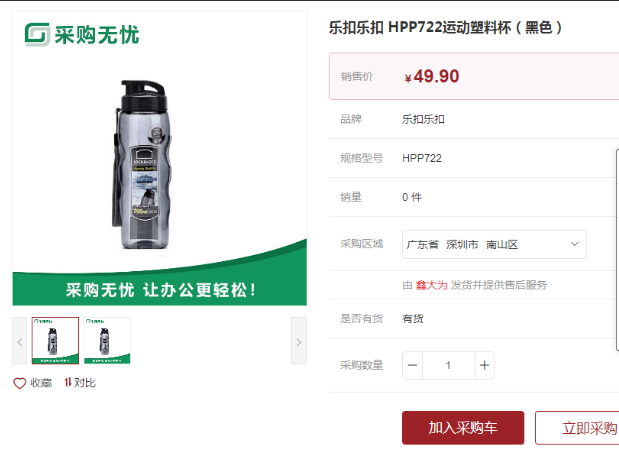 采购无忧
LOCK&LOCK
700ml
采购无忧 让办公更轻松！
收藏
对比
乐扣乐扣 HPP722运动塑料杯（黑色）
销售价 ￥49.90
品牌 乐扣乐扣
规格型号 HPP722
销量 0 件
采购区域 广东省 深圳市 南山区
由 鑫大为 发货并提供售后服务
是否有货 有货
采购数量 − 1 +
加入采购车 立即采购